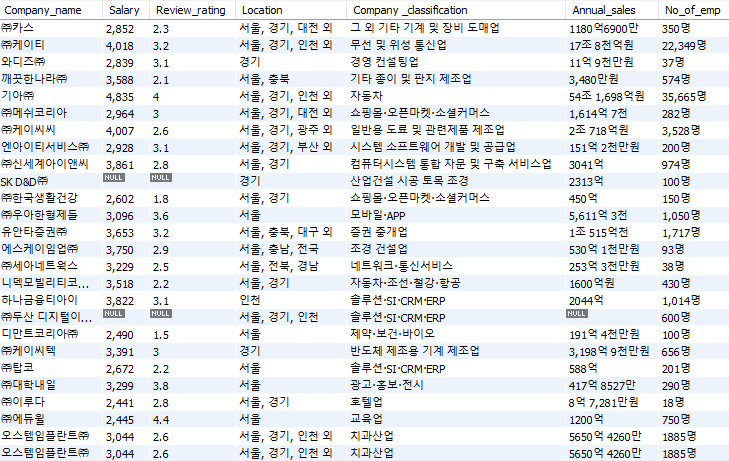 Company_name Salary Review_rating Location Company _classification Annual_sales No_of_emp
㈜카스 2,852 2.3 서울, 경기, 대전 외 그 외 기타 기계 및 장비 도매업 1180억6900만 350명
㈜케이티 4,018 3.2 서울, 경기, 인천 외 무선 및 위성 통신업 17조 8천억원 22,349명
와디즈㈜ 2,839 3.1 경기 경영 컨설팅업 11억 9천만원 37명
깨끗한나라㈜ 3,588 2.1 서울, 충북 기타 종이 및 판지 제조업 3,480만원 574명
기아㈜ 4,835 4 서울, 경기, 인천 외 자동차 54조 1,698억원 35,665명
㈜메쉬코리아 2,964 3 서울, 경기, 대전 외 쇼핑몰·오픈마켓·소셜커머스 1,614억 7천 282명
㈜케이씨씨 4,007 2.6 서울, 경기, 광주 외 일반용 도료 및 관련제품 제조업 2조 718억원 3,528명
엔아이티서비스㈜ 2,928 3.1 서울, 경기, 부산 외 시스템 소프트웨어 개발 및 공급업 151억 2천만원 200명
㈜신세계아이앤씨 3,861 2.8 서울, 경기 컴퓨터시스템 통합 자문 및 구축 서비스업 3041억 974명
SK D&D㈜ NULL NULL 경기 산업건설 시공 토목 조경 2313억 100명
㈜한국생활건강 2,602 1.8 서울, 경기 쇼핑몰·오픈마켓·소셜커머스 450억 150명
㈜우아한형제들 3,096 3.6 서울 모바일·APP 5,611억 3천 1,050명
유안타증권㈜ 3,653 3.2 서울, 충북, 대구 외 증권 중개업 1조 515억천 1,717명
에스케이임업㈜ 3,750 2.9 서울, 충남, 전국 조경 건설업 530억 1천만원 93명
㈜세아네트웍스 3,229 2.5 서울, 전북, 경남 네트워크·통신서비스 253억 3천만원 38명
니덱모빌리티코... 3,518 2.2 서울, 경기 자동차·조선·철강·항공 1600억원 430명
하나금융티아이 3,822 3.1 인천 솔루션·SI·CRM·ERP 2044억 1,014명
㈜두산 디지털이... NULL NULL 서울, 경기, 인천 솔루션·SI·CRM·ERP NULL 600명
디만트코리아㈜ 2,490 1.5 서울 제약·보건·바이오 191억 4천만원 100명
㈜케이씨텍 3,391 3 경기 반도체 제조용 기계 제조업 3,198억 9천만원 656명
㈜탑코 2,672 2.2 서울 솔루션·SI·CRM·ERP 588억 201명
㈜대학내일 3,299 3.8 서울 광고·홍보·전시 417억 8527만 290명
㈜이루다 2,441 2.8 서울, 경기 호텔업 8억 7,281만원 18명
㈜에듀윌 2,445 4.4 서울 교육업 1200억 750명
오스템임플란트㈜ 3,044 2.6 서울, 경기, 인천 외 치과산업 5650억 4260만 1885명
오스템임플란트㈜ 3,044 2.6 서울, 경기, 인천 외 치과산업 5650억 4260만 1885명